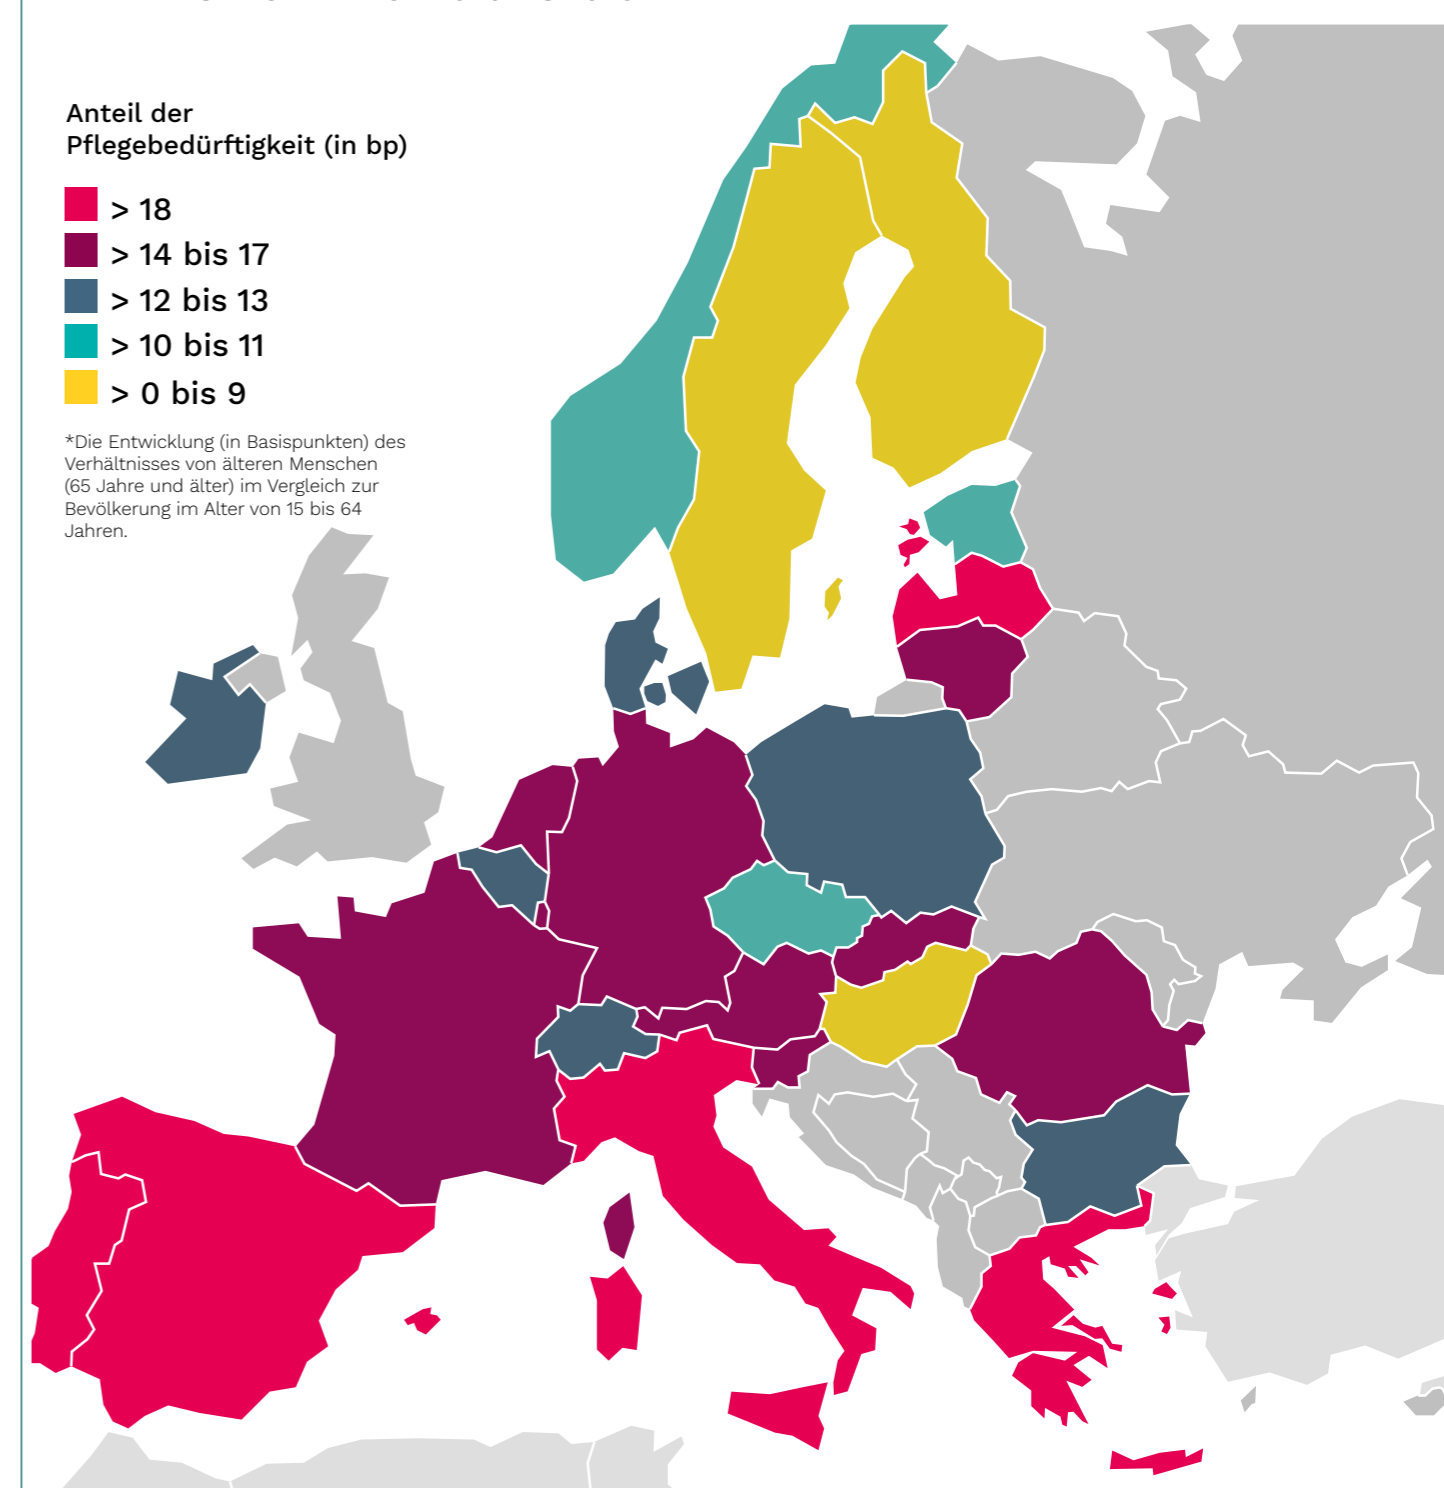 Anteil der
Pflegebedürftigkeit (in bp)
> 18
> 14 bis 17
> 12 bis 13
> 10 bis 11
> 0 bis 9
*Die Entwicklung (in Basispunkten) des
Verhältnisses von älteren Menschen
(65 Jahre und älter) im Vergleich zur
Bevölkerung im Alter von 15 bis 64
Jahren.